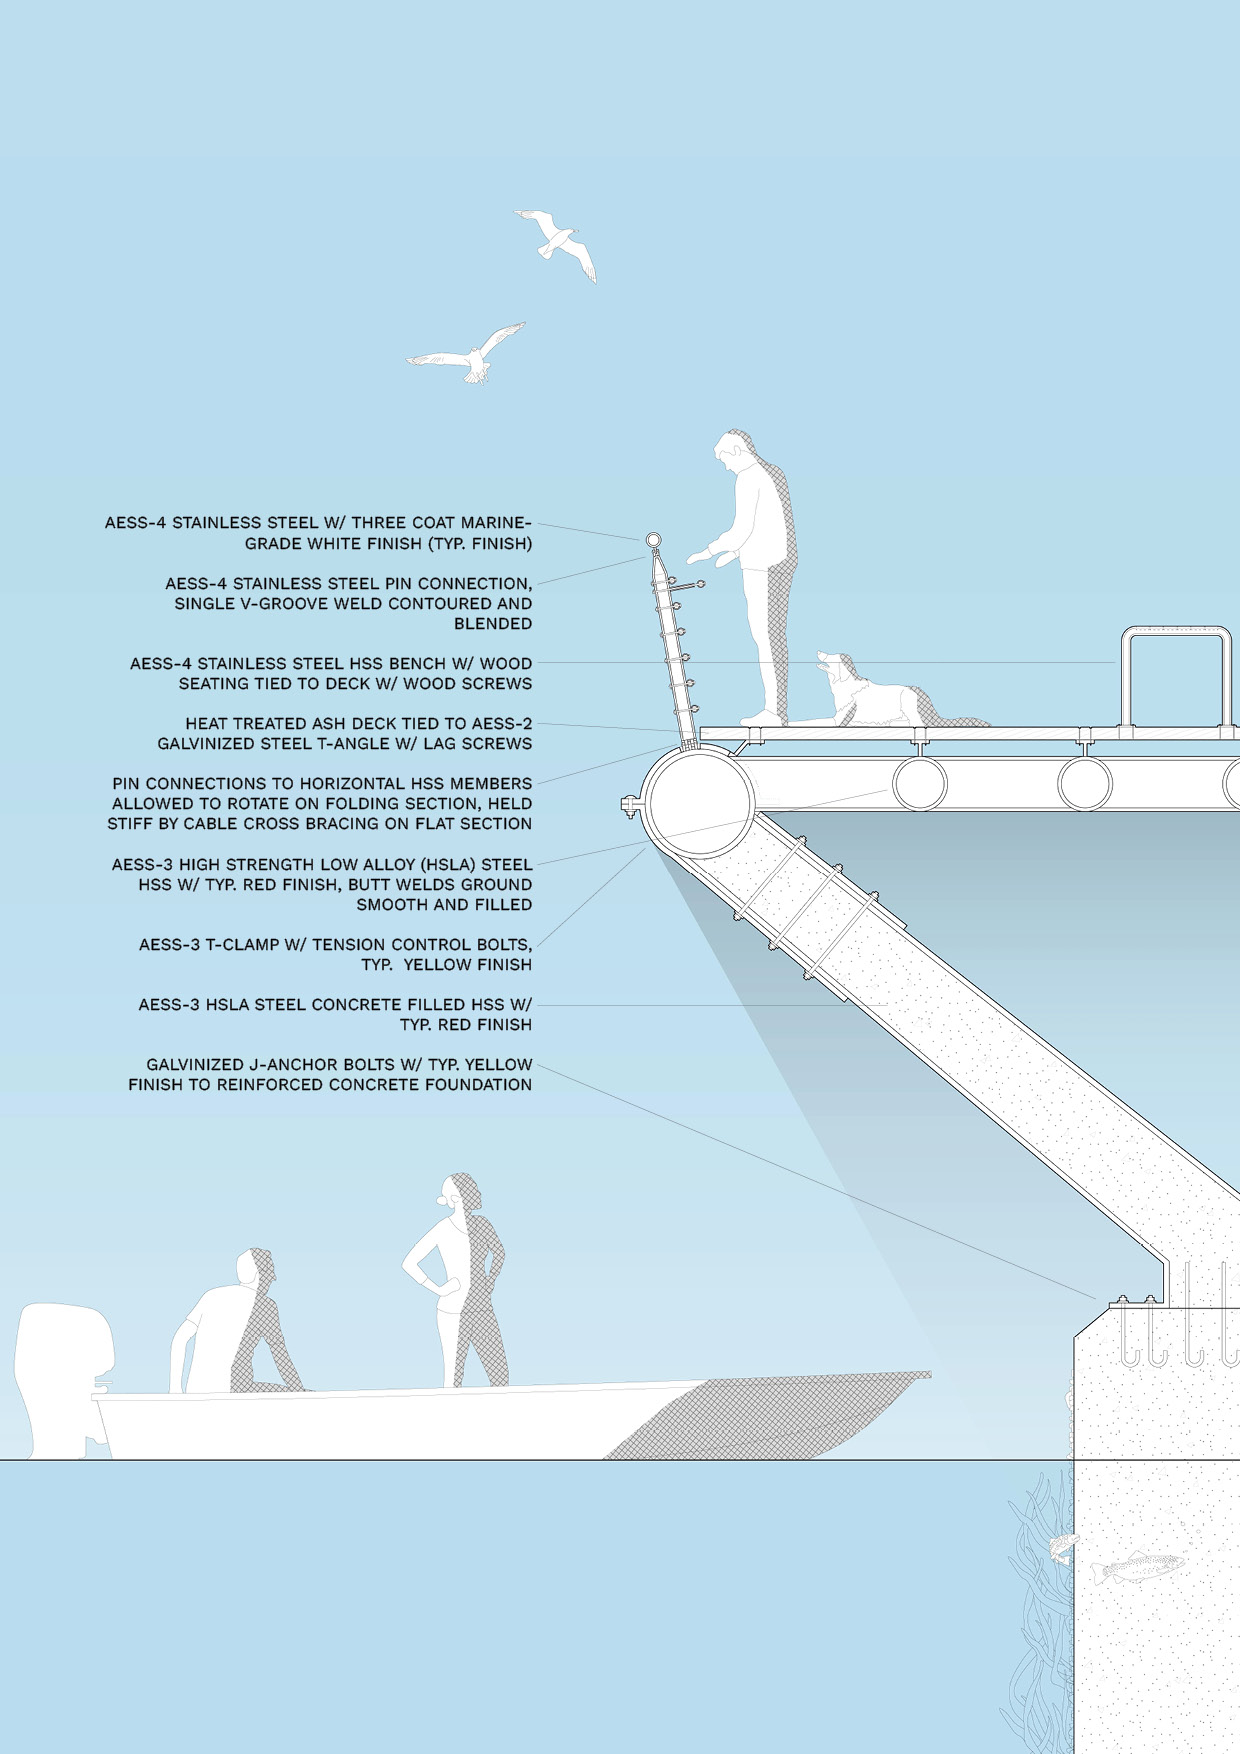 AESS-4 STAINLESS STEEL W/ THREE COAT MARINE-
GRADE WHITE FINISH (TYP. FINISH)
AESS-4 STAINLESS STEEL PIN CONNECTION,
SINGLE V-GROOVE WELD CONTOURED AND
BLENDED
AESS-4 STAINLESS STEEL HSS BENCH W/ WOOD
SEATING TIED TO DECK W/ WOOD SCREWS
HEAT TREATED ASH DECK TIED TO AESS-2
GALVINIZED STEEL T-ANGLE W/ LAG SCREWS
PIN CONNECTIONS TO HORIZONTAL HSS MEMBERS
ALLOWED TO ROTATE ON FOLDING SECTION, HELD
STIFF BY CABLE CROSS BRACING ON FLAT SECTION
AESS-3 HIGH STRENGTH LOW ALLOY (HSLA) STEEL
HSS W/ TYP. RED FINISH, BUTT WELDS GROUND
SMOOTH AND FILLED
AESS-3 T-CLAMP W/ TENSION CONTROL BOLTS,
TYP. YELLOW FINISH
AESS-3 HSLA STEEL CONCRETE FILLED HSS W/
TYP. RED FINISH
GALVINIZED J-ANCHOR BOLTS W/ TYP. YELLOW
FINISH TO REINFORCED CONCRETE FOUNDATION